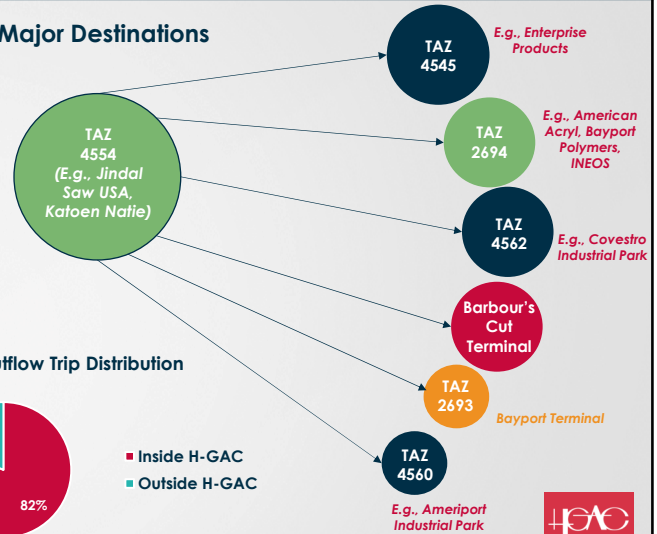 Major Destinations
TAZ
4554
(E.g., Jindal
Saw USA,
Katoen Natie)
TAZ
4545
E.g., Enterprise
Products
TAZ
2694
E.g., American
Acryl, Bayport
Polymers,
INEOS
TAZ
4562
E.g., Covestro
Industrial Park
Barbour's
Cut
Terminal
TAZ
2693
Bayport Terminal
TAZ
4560
E.g., Ameriport
Industrial Park
utflow Trip Distribution
82%
Inside H-GAC
Outside H-GAC
HGAC